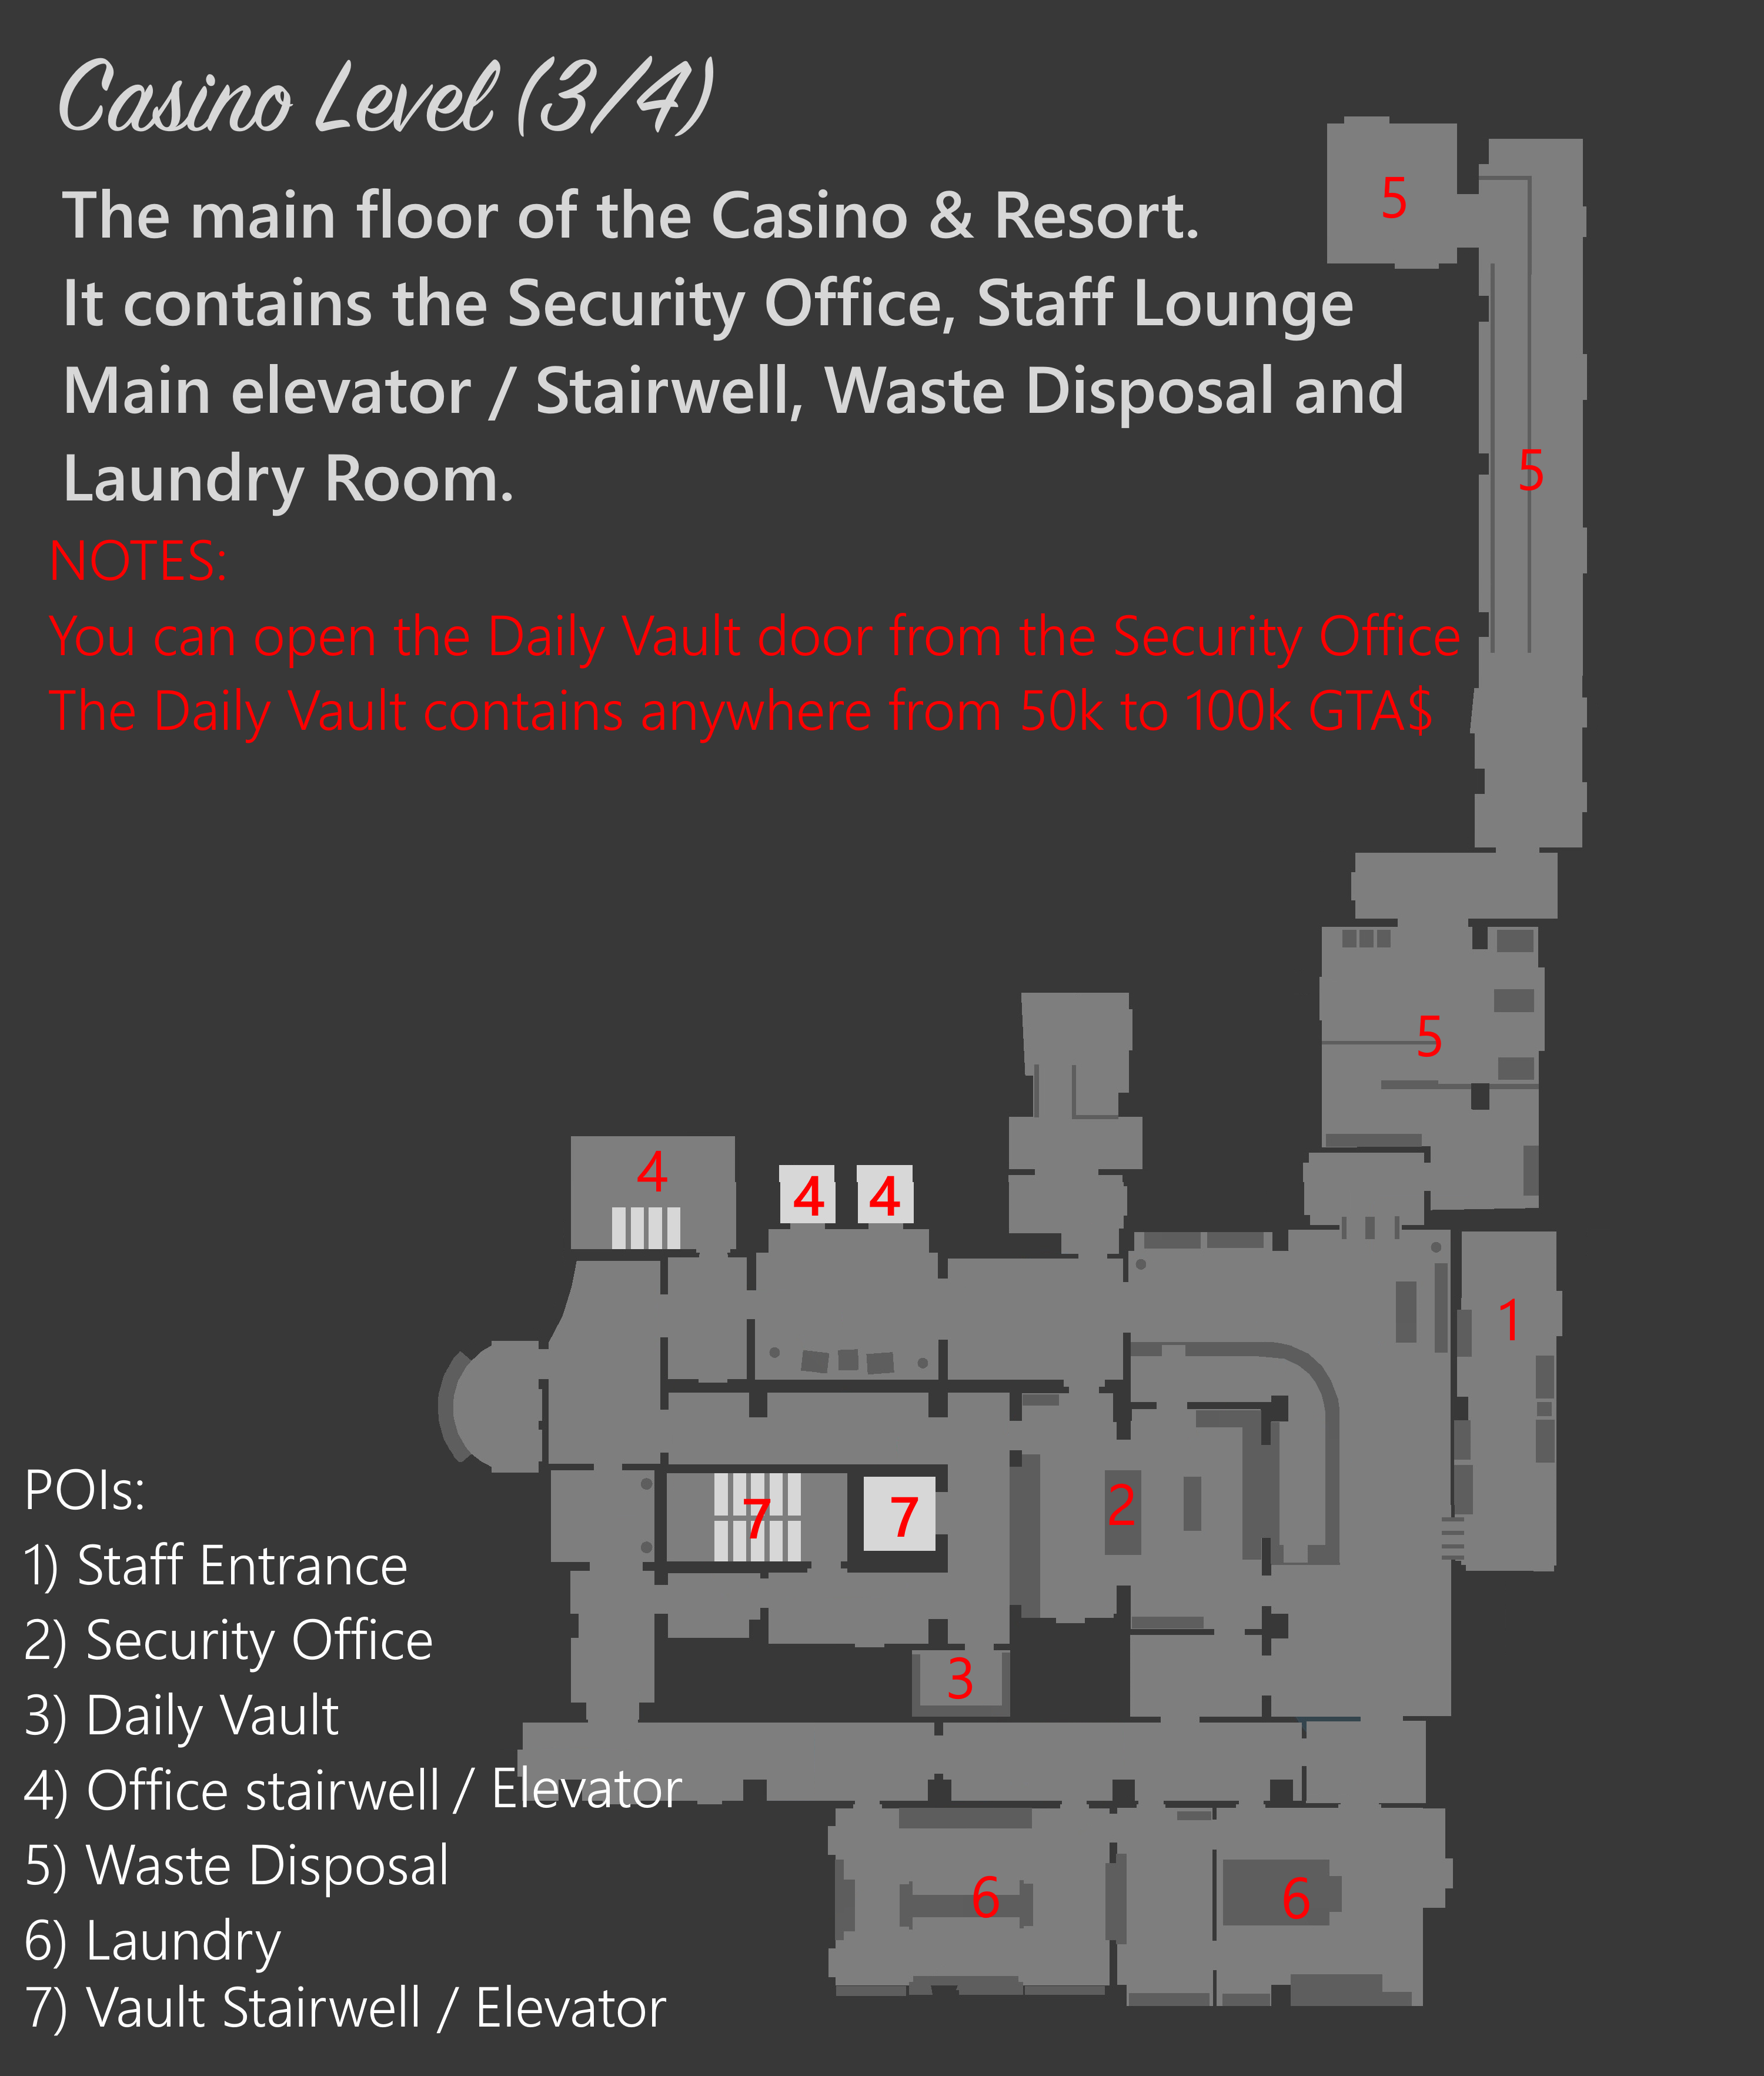 Casino Level (3/4)
The main floor of the Casino & Resort.
It contains the Security Office, Staff Lounge
Main elevator / Stairwell, Waste Disposal and
Laundry Room.
NOTES:
You can open the Daily Vault door from the Security Office
The Daily Vault contains anywhere from 50k to 100k GTA$
5
5
5
4
4
4
1
7
7
2
3
6
6
POIs:
1) Staff Entrance
2) Security Office
3) Daily Vault
4) Office stairwell / Elevator
5) Waste Disposal
6) Laundry
7) Vault Stairwell / Elevator